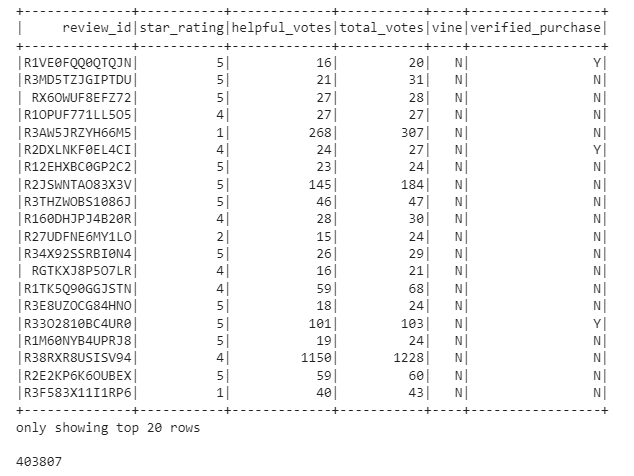 +--------------+-----------+-------------+-----------+----+-----------------+
|     review_id|star_rating|helpful_votes|total_votes|vine|verified_purchase|
+--------------+-----------+-------------+-----------+----+-----------------+
|R1VE0FQQ0QTQJN|          5|           16|         20|   N|                Y|
|R3MD5TZJGIPTDU|          5|           21|         31|   N|                N|
| RX6OWUF8EFZ72|          5|           27|         28|   N|                N|
|R1OPUF771LL5O5|          4|           27|         27|   N|                N|
|R3AW5JRZYH66M5|          1|          268|        307|   N|                N|
|R2DXLNKF0EL4CI|          4|           24|         27|   N|                Y|
|R12EHXBC0GP2C2|          5|           23|         24|   N|                N|
|R2JSWNTAO83X3V|          5|          145|        184|   N|                N|
|R3THZWOBS1086J|          5|           46|         47|   N|                N|
|R160DHJPJ4B20R|          4|           28|         30|   N|                N|
|R27UDFNE6MY1LO|          2|           15|         24|   N|                N|
|R34X92SSRBI0N4|          5|           26|         29|   N|                N|
| RGTKXJ8P5O7LR|          4|           16|         21|   N|                N|
|R1TK5Q90GGJSTN|          4|           59|         68|   N|                N|
|R3E8UZOCG84HNO|          5|           18|         24|   N|                N|
|R33O2810BC4UR0|          5|          101|        103|   N|                Y|
|R1M60NYB4UPRJ8|          5|           19|         24|   N|                N|
|R38RXR8USISV94|          4|         1150|       1228|   N|                N|
|R2E2KP6K6OUBEX|          5|           59|         60|   N|                N|
|R3F583X11I1RP6|          1|           40|         43|   N|                N|
+--------------+-----------+-------------+-----------+----+-----------------+
only showing top 20 rows
403807